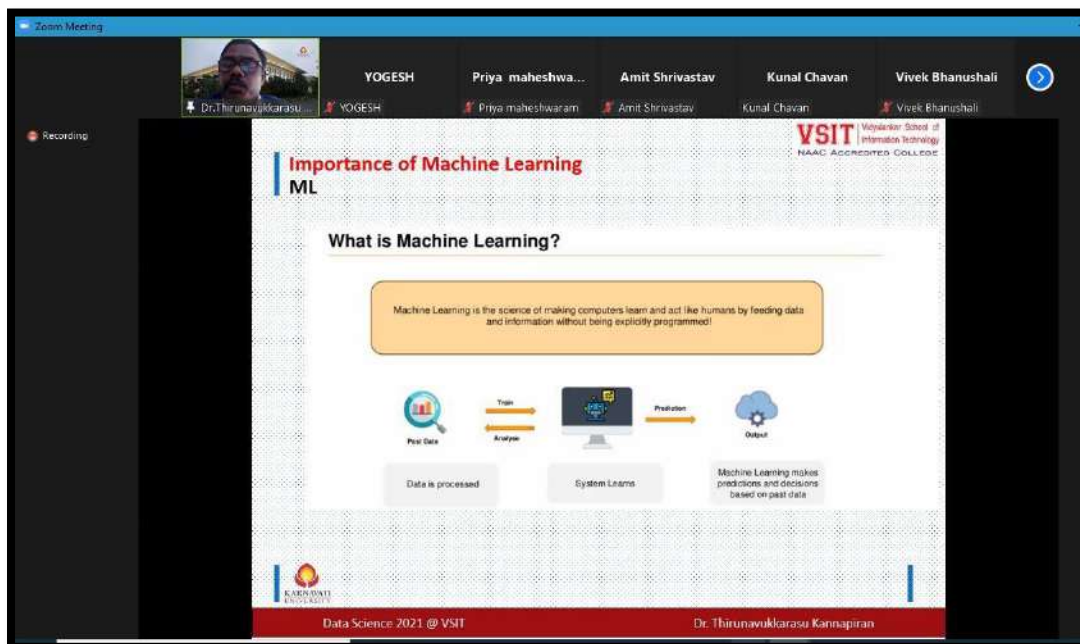 Zoom Meeting
YOGESH
Priya maheshwa...
Amit Shrivastav
Kunal Chavan
Vivek Bhanushali
Dr.Thirunavukkarasu ...
YOGESH
Priya maheshwaram
Amit Shrivastav
Kunal Chavan
Vivek Bhanushali
Recording
VSIT Vidyalankar School of
Information Technology
NAAC ACCREDITED COLLEGE
Importance of Machine Learning
ML
What is Machine Learning?
Machine Learning is the science of making computers learn and act like humans by feeding data
and information without being explicitly programmed!
Train
Prediction
Past Data
Analyse
Output
Data is processed
System Learns
Machine Learning makes
predictions and decisions
based on past data
KARNAVATI
UNIVERSITY
Data Science 2021 @ VSIT
Dr. Thirunavukkarasu Kannapiran